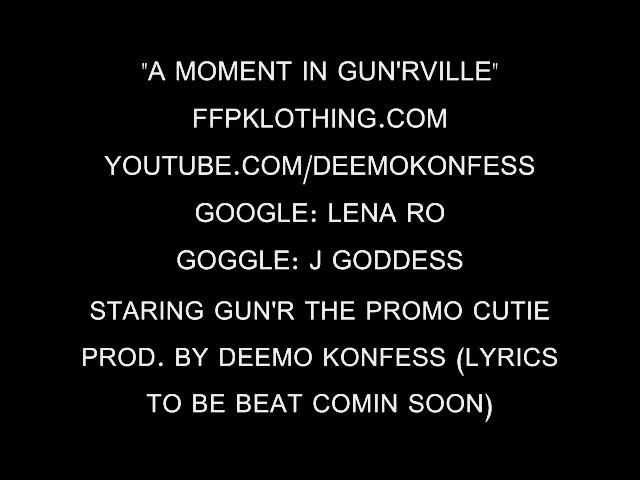 "A MOMENT IN GUN'RVILLE"
FFPKLOTHING.COM
YOUTUBE.COM/DEEMOKONFESS
GOOGLE: LENA RO
GOGGLE: J GODDESS
STARING GUN'R THE PROMO CUTIE
PROD. BY DEEMO KONFESS (LYRICS
TO BE BEAT COMIN SOON)